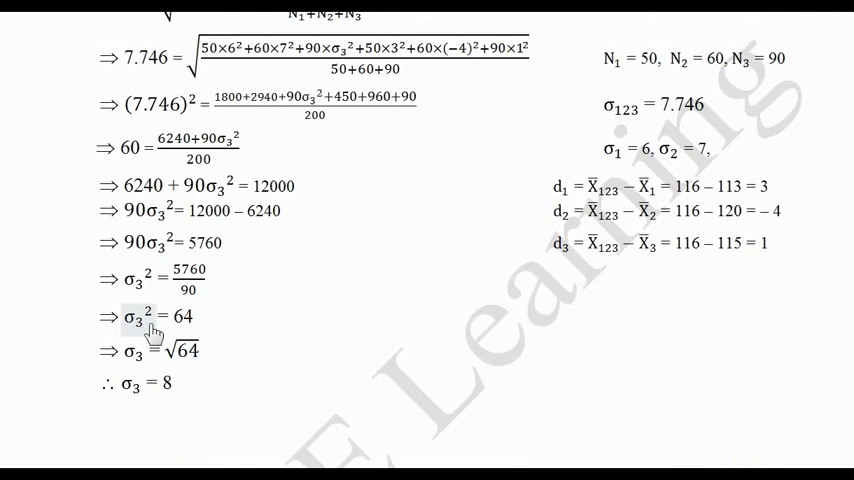 N₁+N₂+N₃
⇒ 7.746 = √((50×6²+60×7²+90×σ₃²+50×3²+60×(−4)²+90×1²)/(50+60+90))
N₁ = 50, N₂ = 60, N₃ = 90
⇒ (7.746)² = (1800+2940+90σ₃²+450+960+90)/200
σ₁₂₃ = 7.746
⇒ 60 = (6240+90σ₃²)/200
σ₁ = 6, σ₂ = 7,
⇒ 6240 + 90σ₃² = 12000
d₁ = X̅₁₂₃ − X̅₁ = 116 – 113 = 3
⇒ 90σ₃²= 12000 – 6240
d₂ = X̅₁₂₃ − X̅₂ = 116 – 120 = – 4
⇒ 90σ₃²= 5760
d₃ = X̅₁₂₃ − X̅₃ = 116 – 115 = 1
⇒ σ₃² = 5760/90
⇒ σ₃² = 64
⇒ σ₃ = √64
∴ σ₃ = 8
E Learning